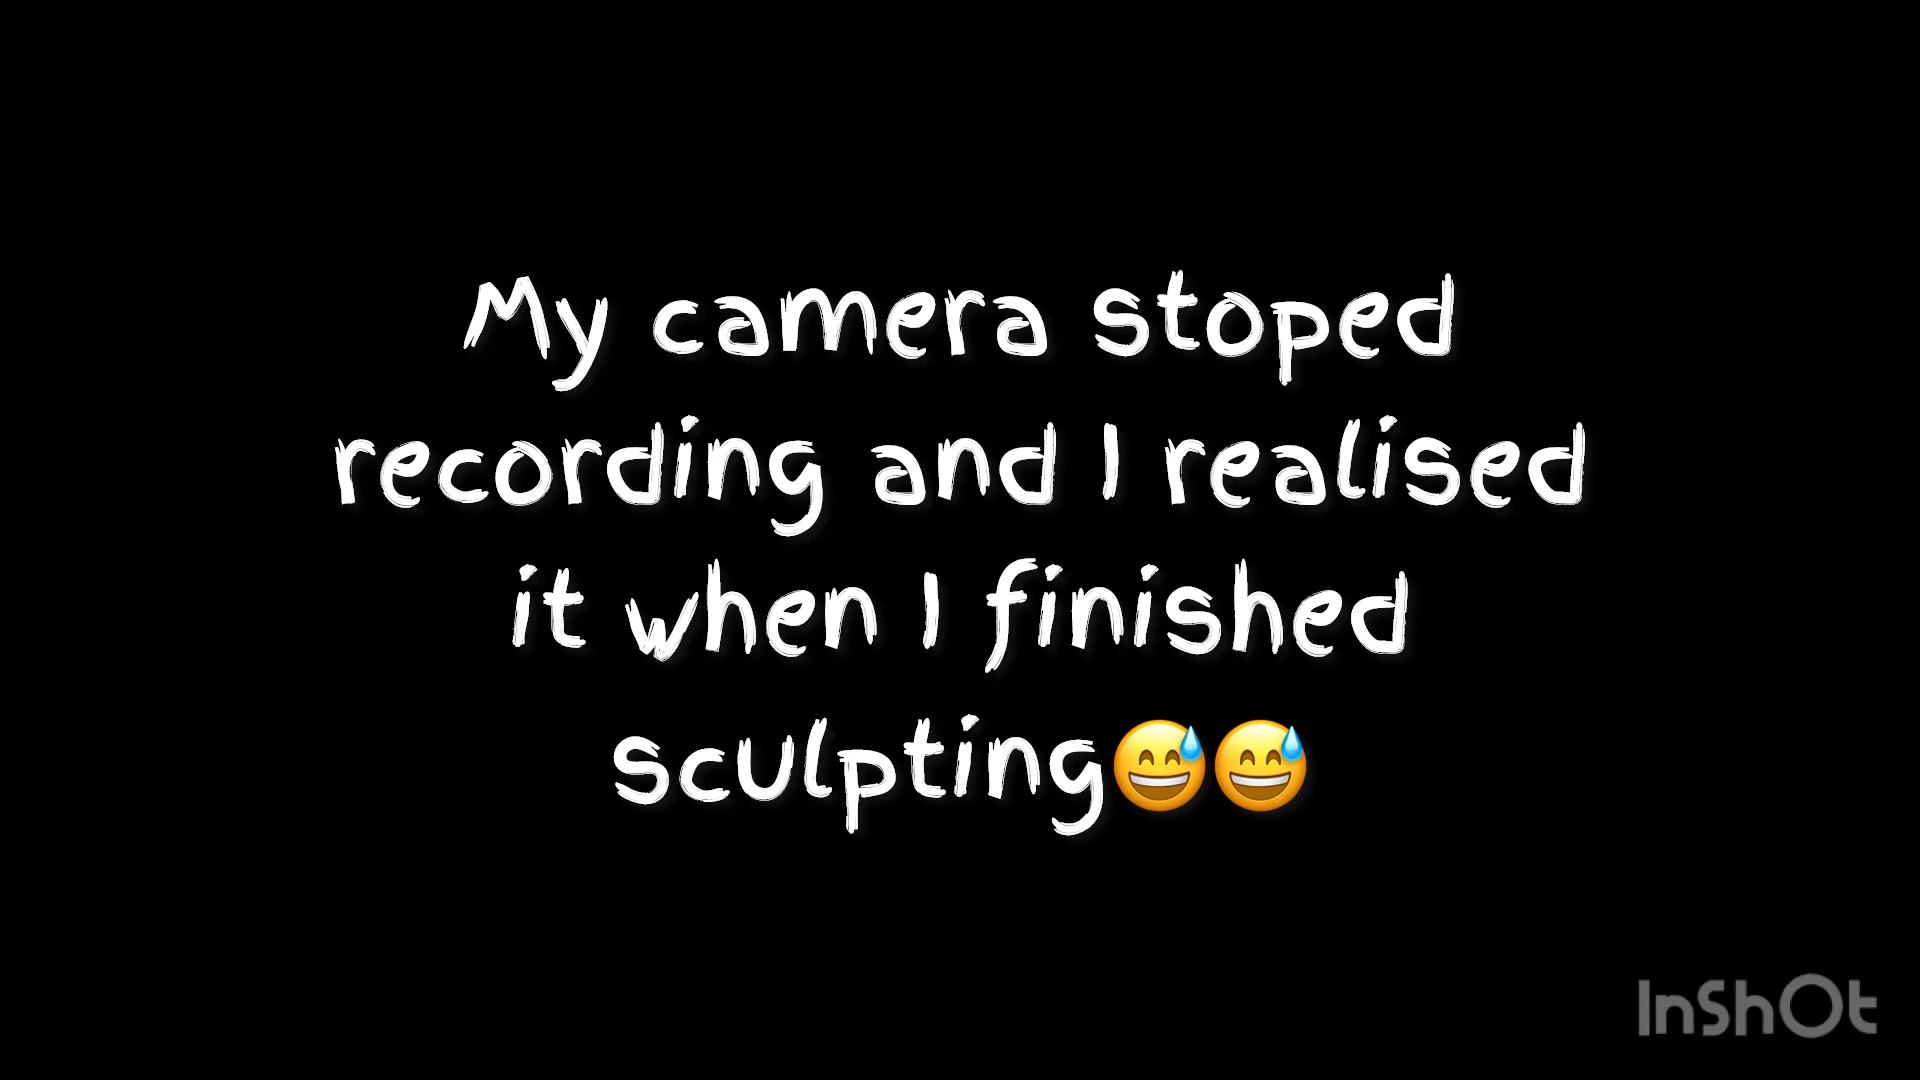 My camera stoped
recording and I realised
it when I finished
sculpting😅😅
InShOt